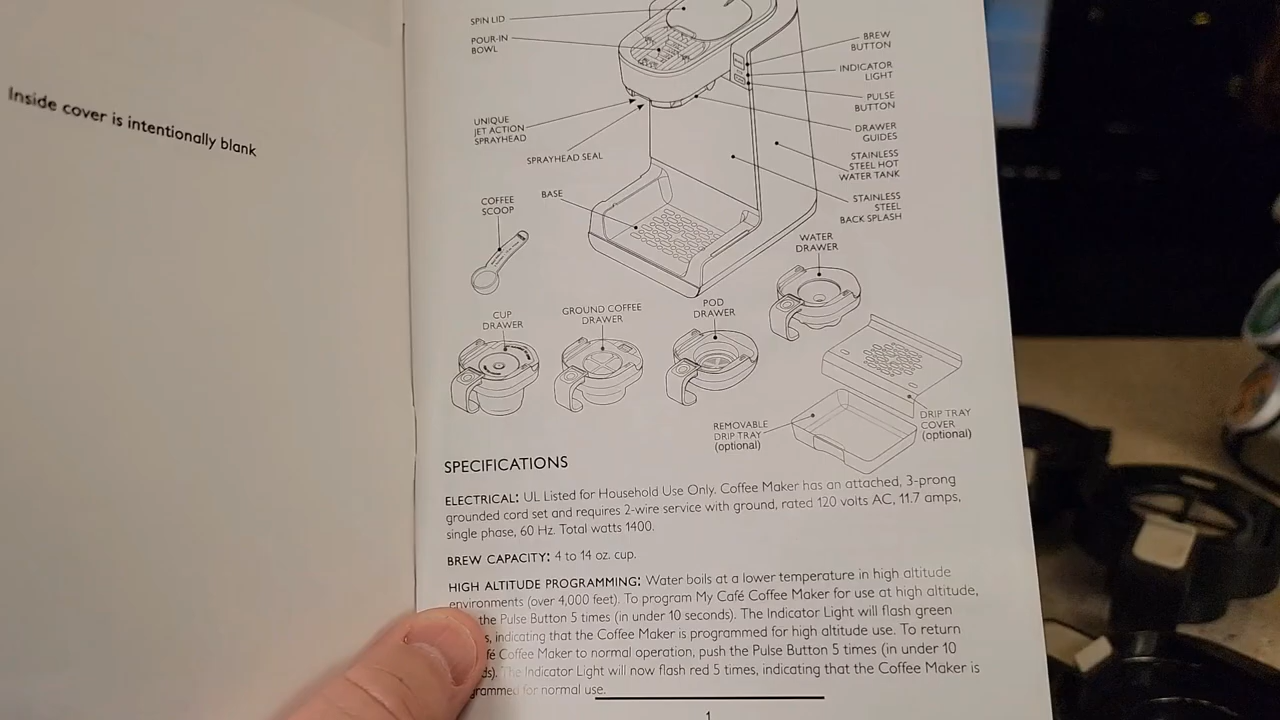 Inside cover is intentionally blank
SPIN LID
POUR-IN
BOWL
UNIQUE
JET ACTION
SPRAYHEAD
SPRAYHEAD SEAL
BREW
BUTTON
INDICATOR
LIGHT
PULSE
BUTTON
DRAWER
GUIDES
STAINLESS
STEEL HOT
WATER TANK
STAINLESS
STEEL
BACK SPLASH
COFFEE
SCOOP
BASE
WATER
DRAWER
CUP
DRAWER
GROUND COFFEE
DRAWER
POD
DRAWER
REMOVABLE
DRIP TRAY
(optional)
DRIP TRAY
COVER
(optional)
SPECIFICATIONS
ELECTRICAL: UL Listed for Household Use Only. Coffee Maker has an attached, 3-prong
grounded cord set and requires 2-wire service with ground, rated 120 volts AC, 11.7 amps,
single phase, 60 Hz. Total watts 1400.
BREW CAPACITY: 4 to 14 oz. cup.
HIGH ALTITUDE PROGRAMMING: Water boils at a lower temperature in high altitude
environments (over 4,000 feet). To program My Café Coffee Maker for use at high altitude,
the Pulse Button 5 times (in under 10 seconds). The Indicator Light will flash green
indicating that the Coffee Maker is programmed for high altitude use. To return
Coffee Maker to normal operation, push the Pulse Button 5 times (in under 10
The Indicator Light will now flash red 5 times, indicating that the Coffee Maker is
for normal use.
1